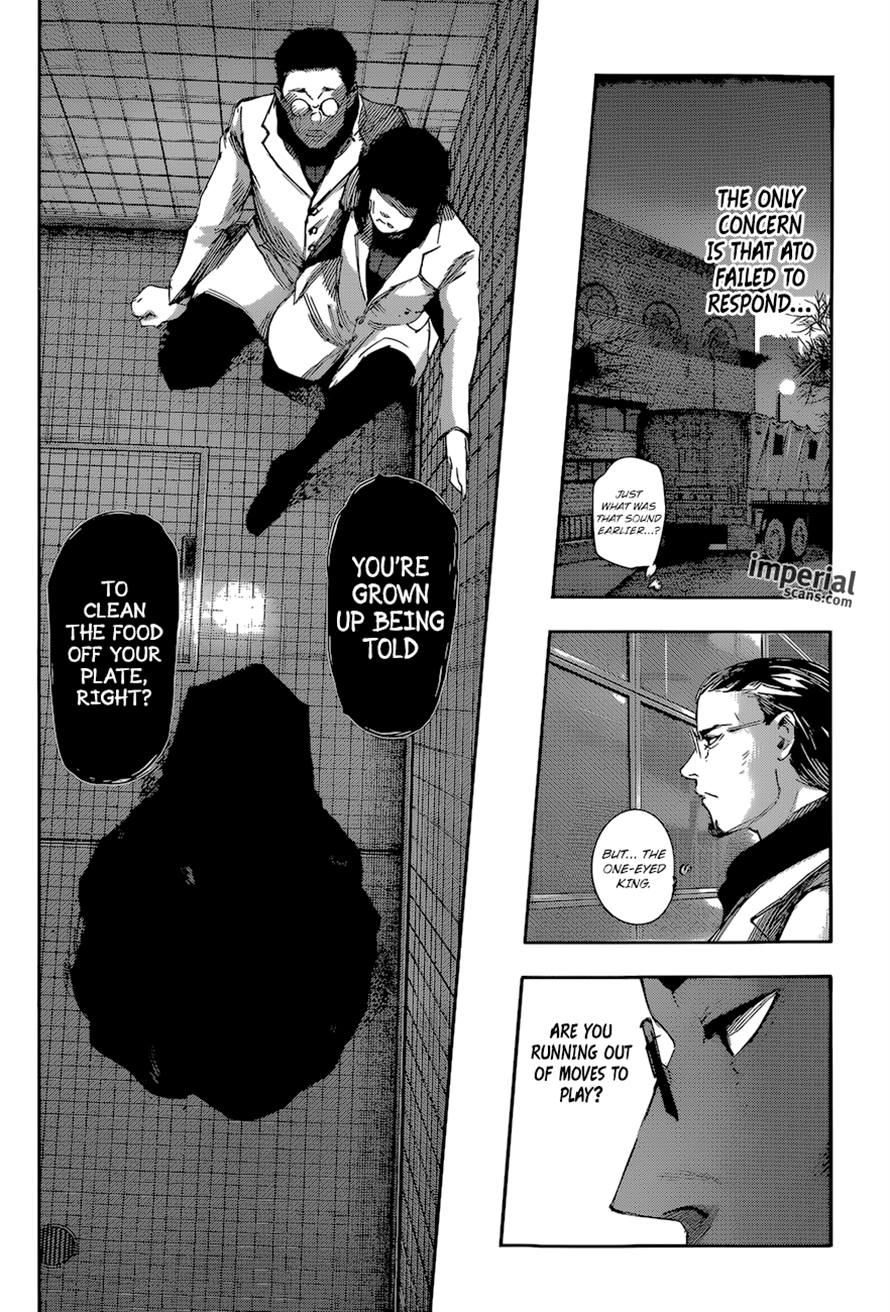 THE ONLY
CONCERN
IS THAT ATO
FAILED TO
RESPOND...
JUST
WHAT WAS
THAT SOUND
EARLIER...?
imperial
scans.com
BUT... THE
ONE-EYED
KING.
ARE YOU
RUNNING OUT
OF MOVES TO
PLAY?
YOU'RE
GROWN
UP BEING
TOLD
TO
CLEAN
THE FOOD
OFF YOUR
PLATE,
RIGHT?